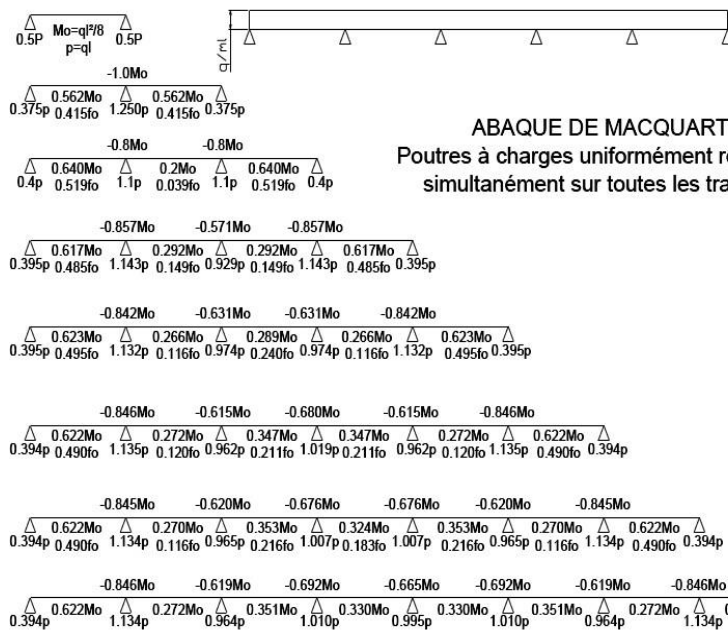 0.5P Mo=ql²/8 0.5P
p=ql
q/ml
-1.0Mo
0.375p 0.562Mo 1.250p 0.562Mo 0.375p
0.415fo 0.415fo
ABAQUE DE MACQUART
Poutres à charges uniformément
simultanément sur toutes les
-0.8Mo -0.8Mo
0.4p 0.640Mo 1.1p 0.2Mo 1.1p 0.640Mo 0.4p
0.519fo 0.039fo 0.519fo
-0.857Mo -0.571Mo -0.857Mo
0.395p 0.617Mo 1.143p 0.292Mo 0.929p 0.292Mo 1.143p 0.617Mo 0.395p
0.485fo 0.149fo 0.149fo 0.485fo
-0.842Mo -0.631Mo -0.631Mo -0.842Mo
0.395p 0.623Mo 1.132p 0.266Mo 0.974p 0.289Mo 0.974p 0.266Mo 1.132p 0.623Mo 0.395p
0.495fo 0.116fo 0.240fo 0.116fo 0.495fo
-0.846Mo -0.615Mo -0.680Mo -0.615Mo -0.846Mo
0.394p 0.622Mo 1.135p 0.272Mo 0.962p 0.347Mo 1.019p 0.347Mo 0.962p 0.272Mo 1.135p 0.622Mo 0.394p
0.490fo 0.120fo 0.211fo 0.211fo 0.120fo 0.490fo
-0.845Mo -0.620Mo -0.676Mo -0.676Mo -0.620Mo -0.845Mo
0.394p 0.622Mo 1.134p 0.270Mo 0.965p 0.353Mo 1.007p 0.324Mo 1.007p 0.353Mo 0.965p 0.270Mo 1.134p 0.622Mo 0.394p
0.490fo 0.116fo 0.216fo 0.183fo 0.216fo 0.116fo 0.490fo
-0.846Mo -0.619Mo -0.692Mo -0.665Mo -0.692Mo -0.619Mo -0.846Mo
0.394p 0.622Mo 1.134p 0.272Mo 0.964p 0.351Mo 1.010p 0.330Mo 0.995p 0.330Mo 1.010p 0.351Mo 0.964p 0.272Mo 1.134p